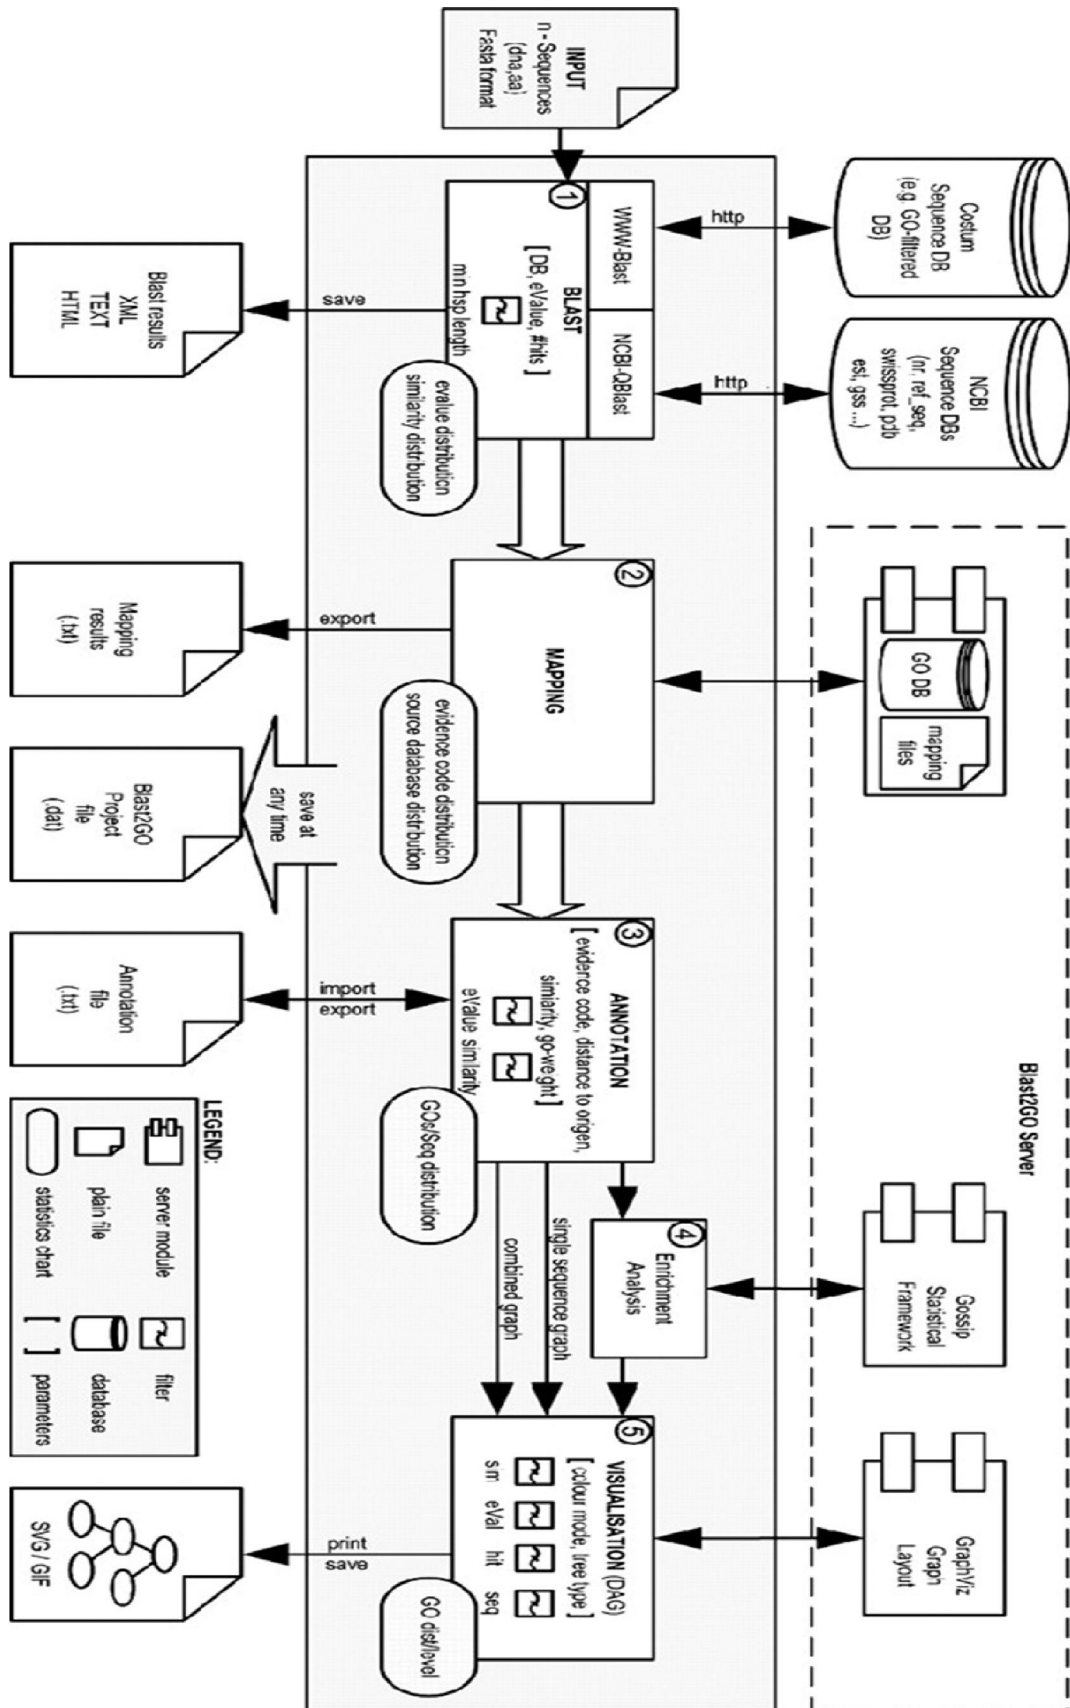 INPUT
n - Sequences
(dna,aa)
Fasta format
Costum
Sequence DB
(e.g. GO-filtered
DB)
NCBI
Sequence DBs
(nr, ref_seq,
swissprot, pdb
est, gss ...)
http
http
WWW-Blast
NCBI-QBlast
1
BLAST
[ DB, eValue, #hits ]
min hsp length
evalue distribution
similarity distribution
save
Blast results
XML
TEXT
HTML
Blast2GO Server
GO DB
mapping
files
2
MAPPING
evidence code distribution
source database distribution
export
Mapping
results
(.txt)
save at
any time
Blast2GO
Project
file
(.dat)
3
ANNOTATION
[ evidence code, distance to origen,
simiarity, go-weight ]
eValue similarity
GOs/Seq distribution
import
export
Annotation
file
(.txt)
Gossip
Statistical
Framework
4
Enrichment
Analysis
single sequence graph
combined graph
GraphViz
Graph
Layout
5
VISUALISATION (DAG)
[ colour mode, tree type ]
sim eVal hit seq
GO dist/level
print
save
SVG / GIF
LEGEND:
server module
filter
plain file
database
statistics chart
[ ] parameters